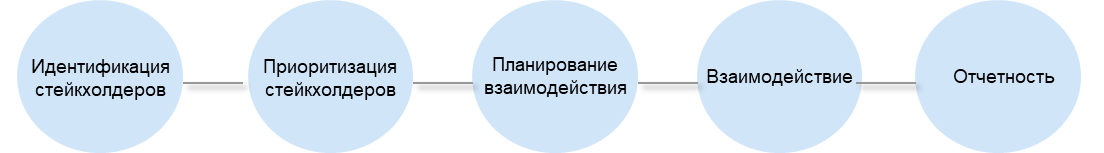 Идентификация
стейкхолдеров
Приоритизация
стейкхолдеров
Планирование
взаимодействия
Взаимодействие
Отчетность